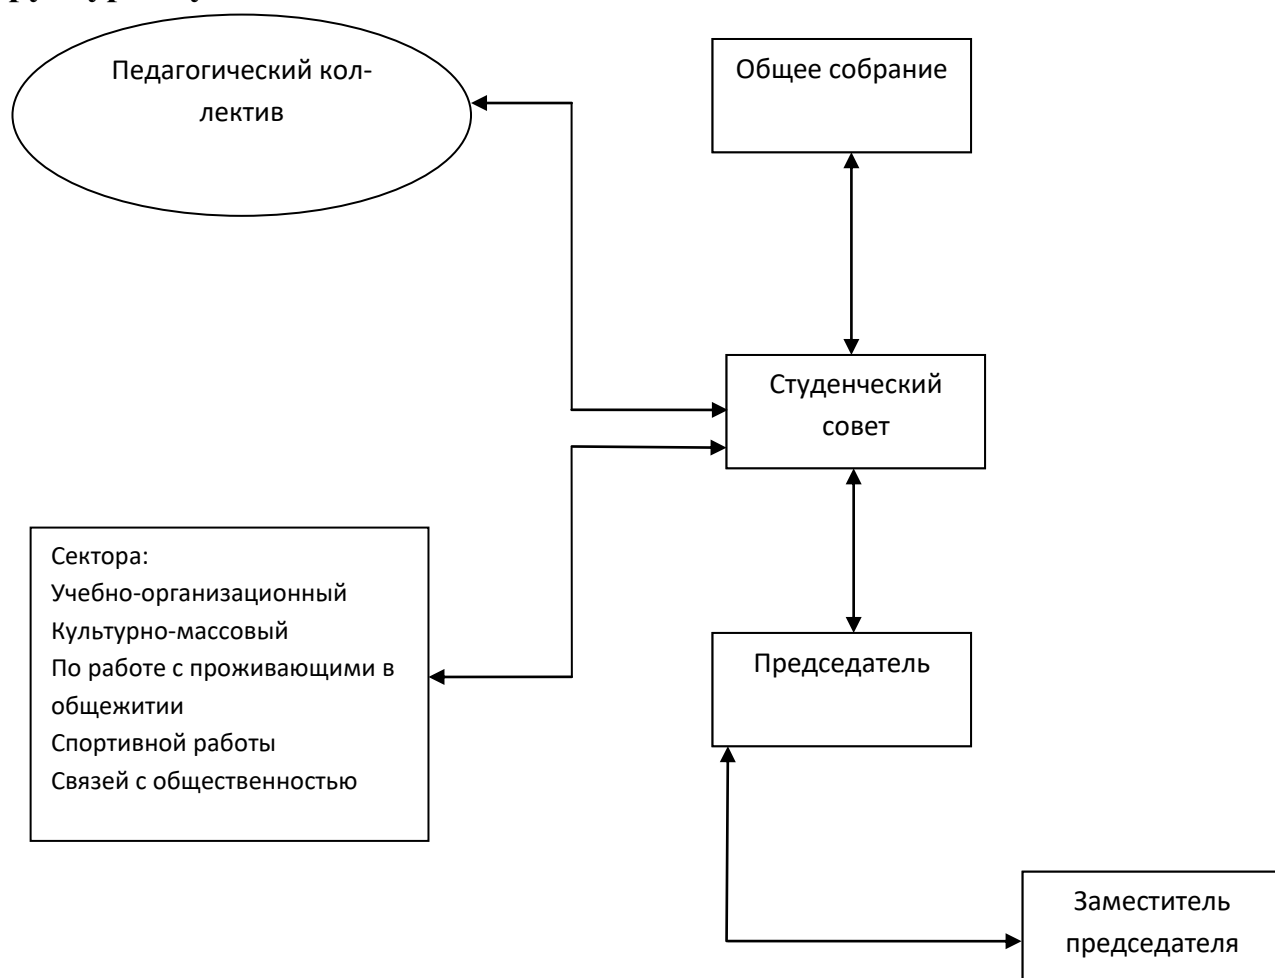 Педагогический кол-
лектив
Общее собрание
Студенческий
совет
Сектора:
Учебно-организационный
Культурно-массовый
По работе с проживающими в
общежитии
Спортивной работы
Связей с общественностью
Председатель
Заместитель
председателя